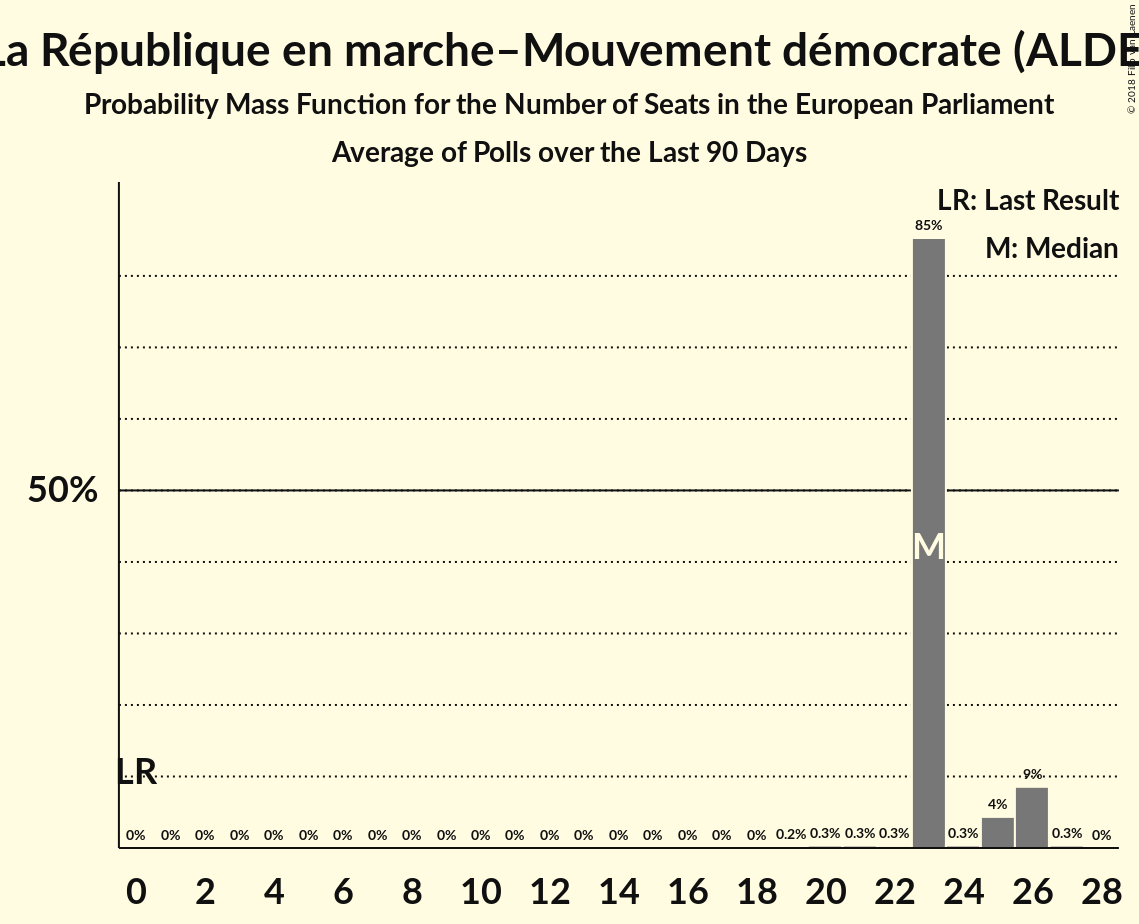 La République en marche–Mouvement démocrate (ALDE
Probability Mass Function for the Number of Seats in the European Parliament
Average of Polls over the Last 90 Days
LR: Last Result
M: Median
85%
50%
M
LR
9%
4%
0% 0% 0% 0% 0% 0% 0% 0% 0% 0% 0% 0% 0% 0% 0% 0% 0% 0% 0% 0.2% 0.3% 0.3% 0.3% 0.3% 0.3% 0%
0 2 4 6 8 10 12 14 16 18 20 22 24 26 28
© 2018